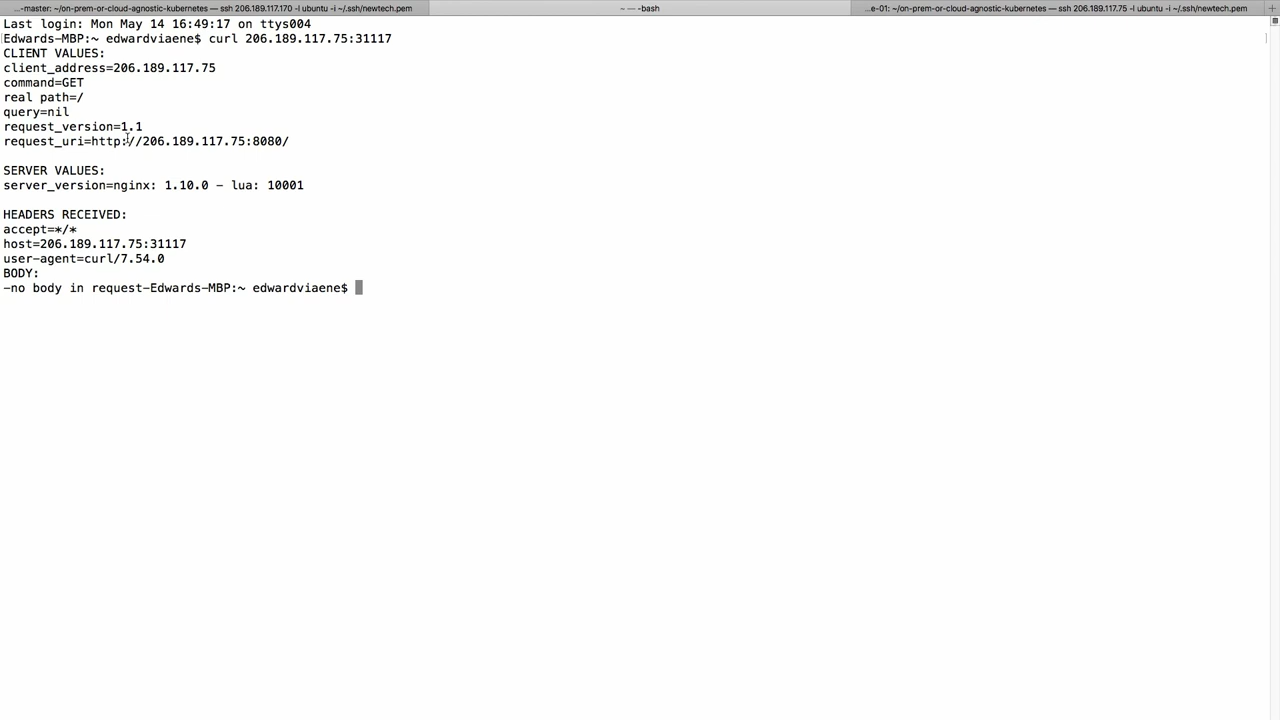 ...-master: ~/on-prem-or-cloud-agnostic-kubernetes — ssh 206.189.117.170 -l ubuntu -i ~/.ssh/newtech.pem
~ — -bash
...e-01: ~/on-prem-or-cloud-agnostic-kubernetes — ssh 206.189.117.75 -l ubuntu -i ~/.ssh/newtech.pem
+
Last login: Mon May 14 16:49:17 on ttys004
Edwards-MBP:~ edwardviaene$ curl 206.189.117.75:31117
CLIENT VALUES:
client_address=206.189.117.75
command=GET
real path=/
query=nil
request_version=1.1
request_uri=http://206.189.117.75:8080/
SERVER VALUES:
server_version=nginx: 1.10.0 - lua: 10001
HEADERS RECEIVED:
accept=*/*
host=206.189.117.75:31117
user-agent=curl/7.54.0
BODY:
-no body in request-Edwards-MBP:~ edwardviaene$